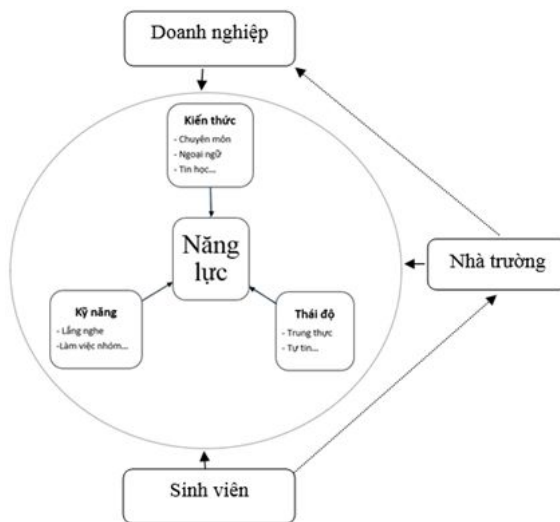 Doanh nghiệp
Kiến thức
- Chuyên môn
- Ngoại ngữ
- Tin học...
Năng
lực
Nhà trường
Kỹ năng
- Lắng nghe
-Làm việc nhóm...
Thái độ
- Trung thực
- Tự tin...
Sinh viên